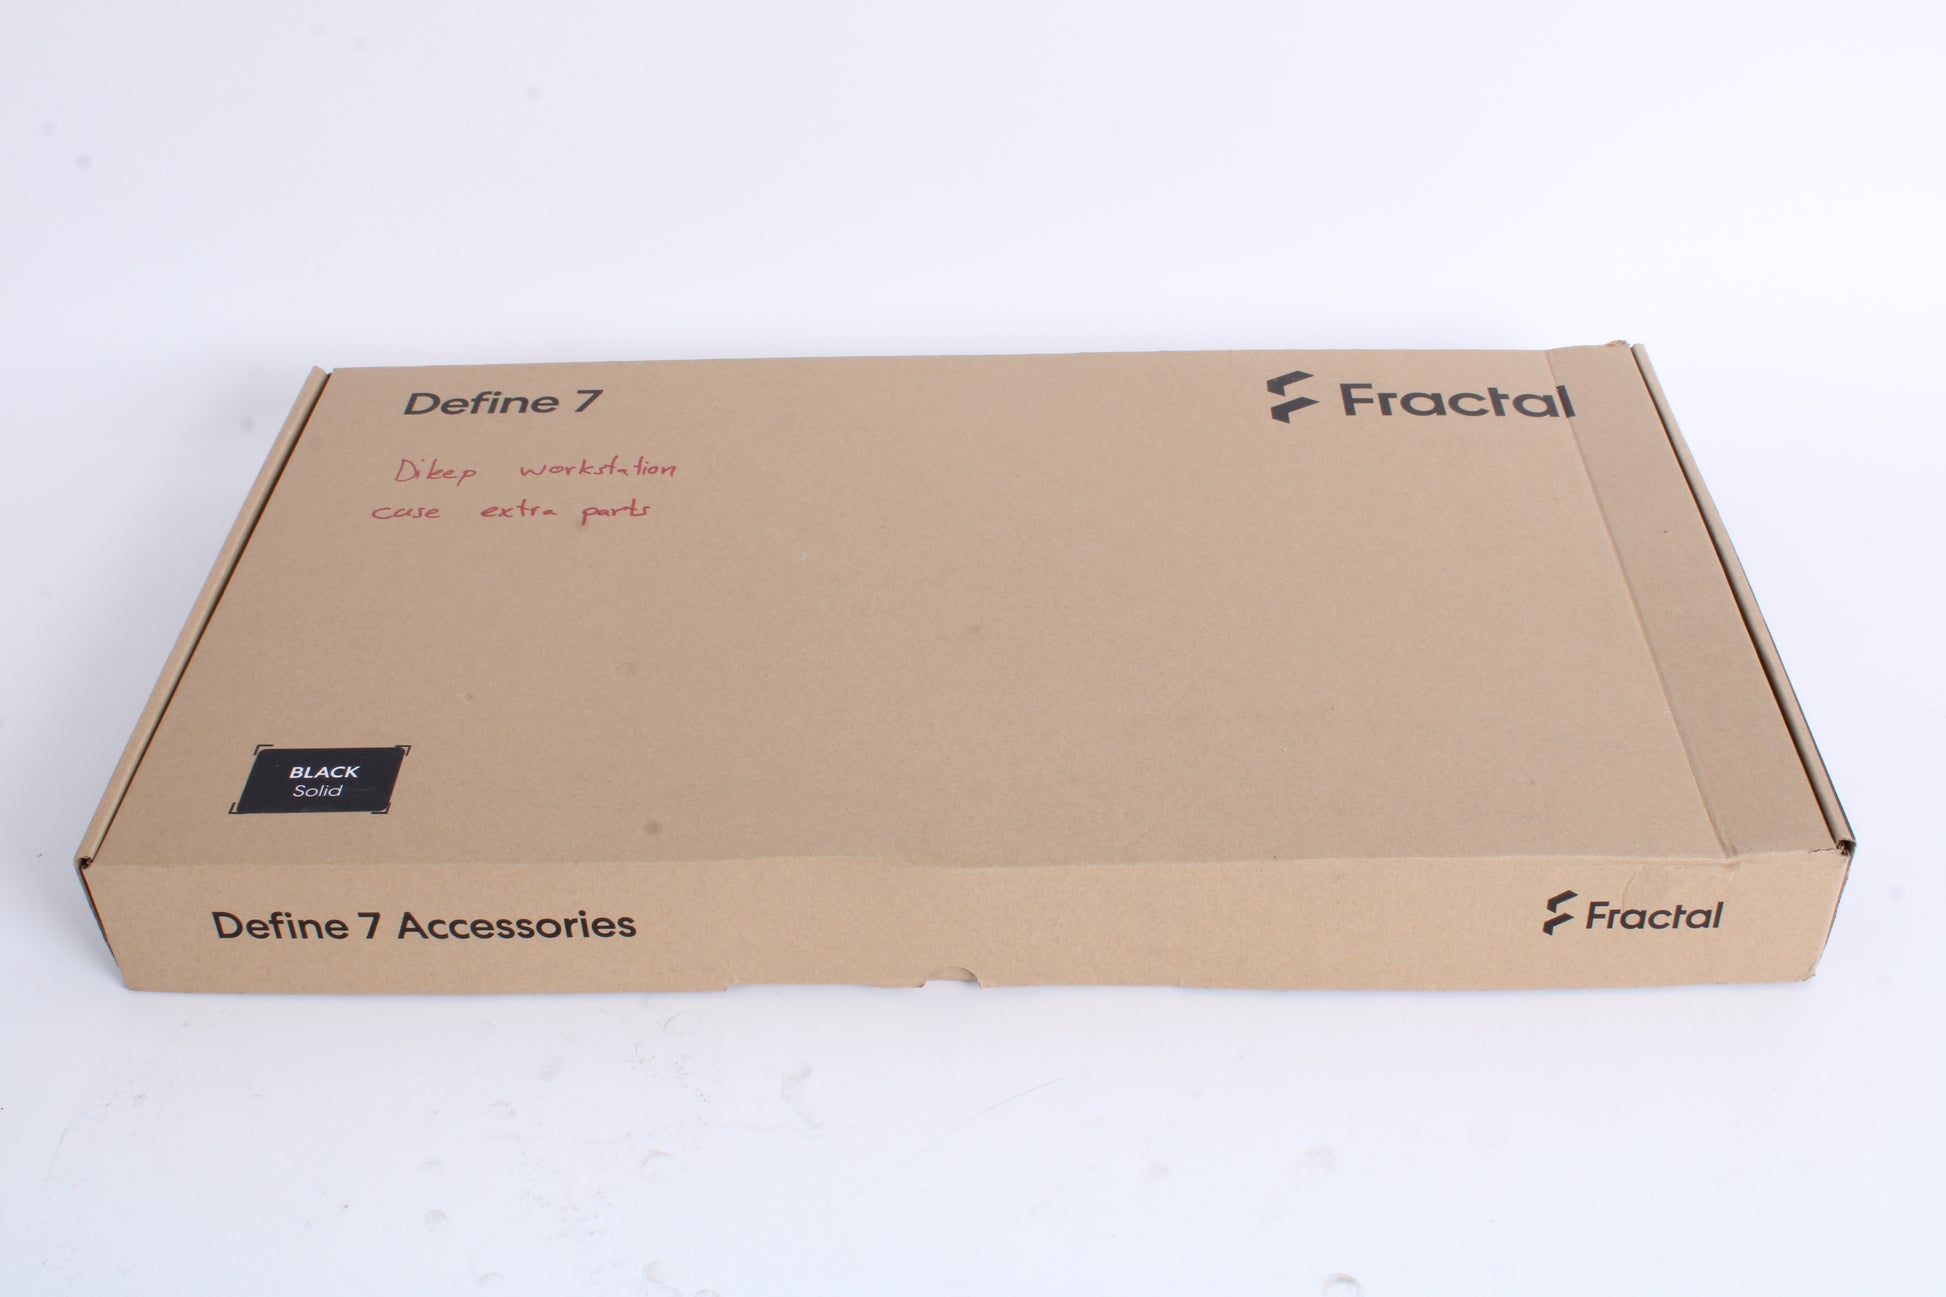 Define 7
Fractal
Dikep workstation
case extra parts
BLACK
Solid
Define 7 Accessories
Fractal